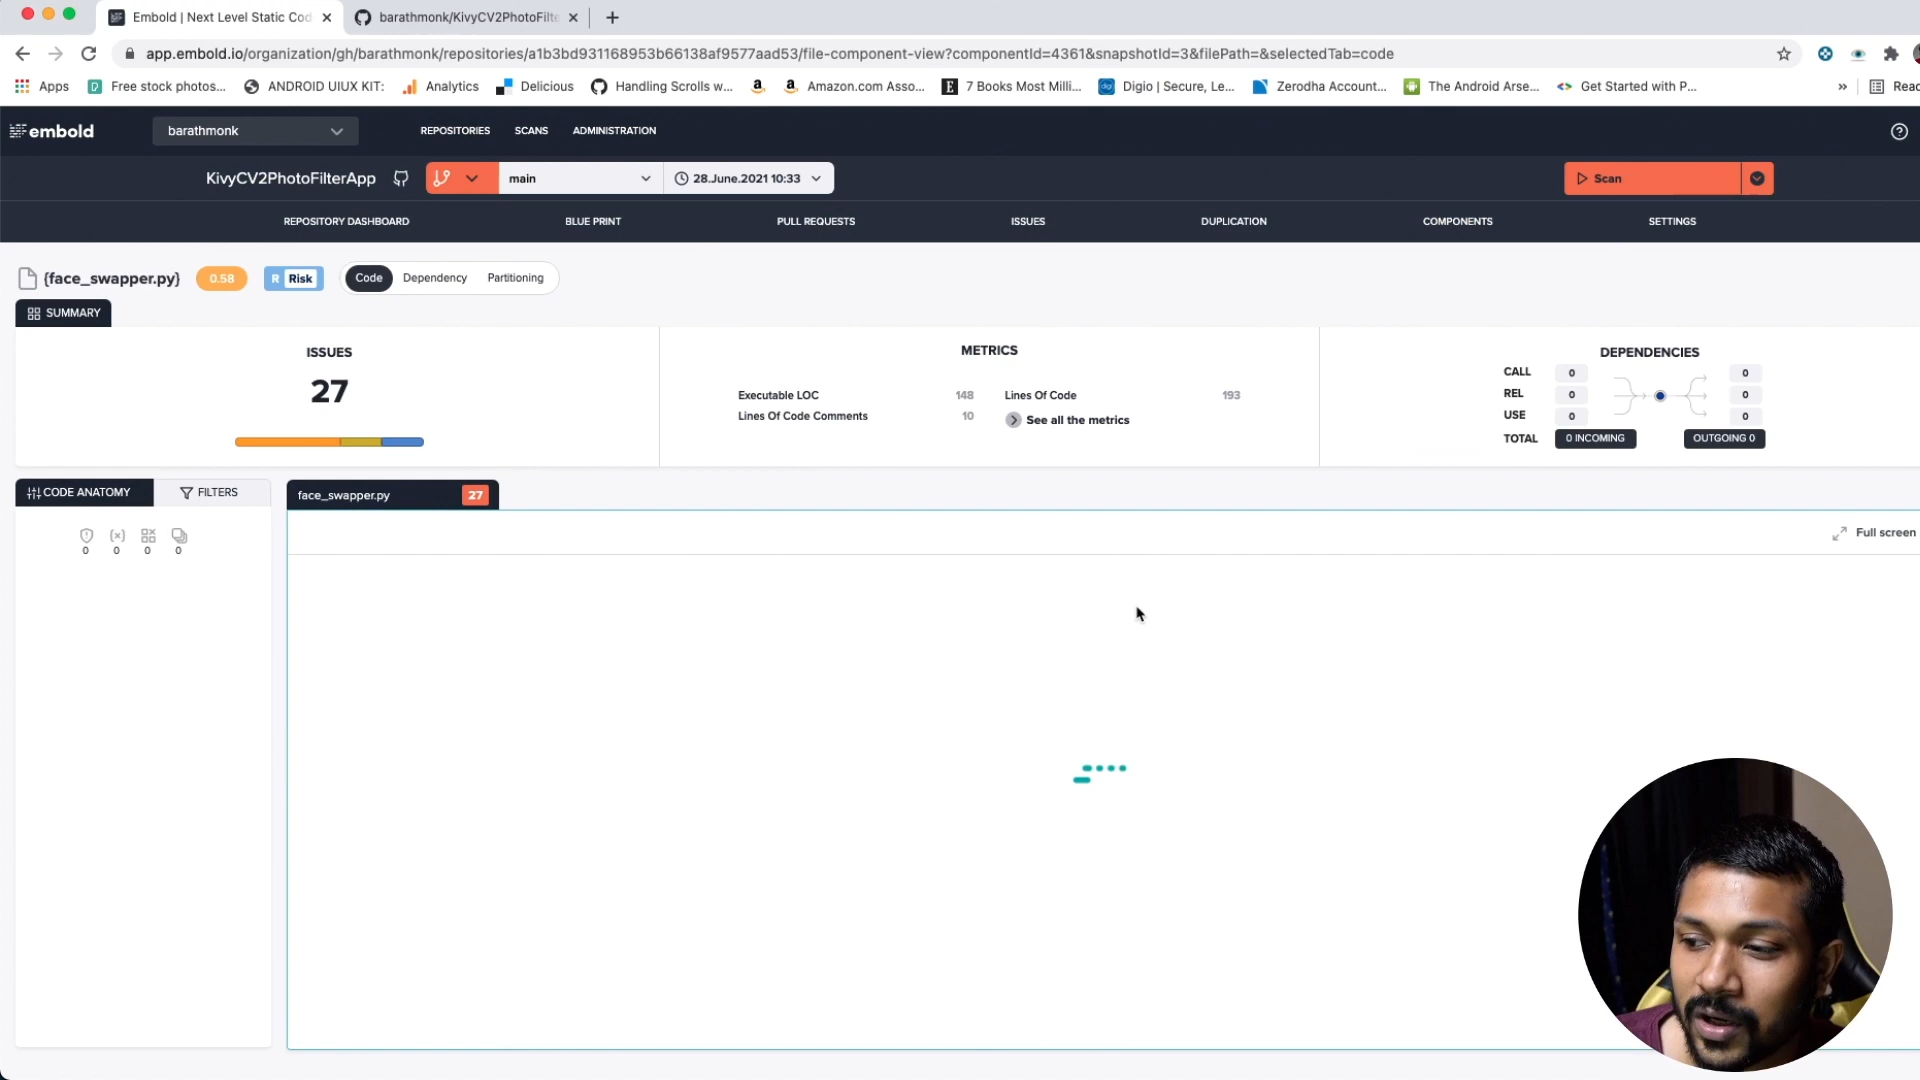 Embold | Next Level Static Cod
barathmonk/KivyCV2PhotoFilte
app.embold.io/organization/gh/barathmonk/repositories/a1b3bd931168953b66138af9577aad53/file-component-view?componentId=4361&snapshotId=3&filePath=&selectedTab=code
Apps
Free stock photos...
ANDROID UIUX KIT:
Analytics
Delicious
Handling Scrolls w...
Amazon.com Asso...
7 Books Most Milli...
Digio | Secure, Le...
Zerodha Account...
The Android Arse...
Get Started with P...
»
Reac
embold
barathmonk
REPOSITORIES
SCANS
ADMINISTRATION
KivyCV2PhotoFilterApp
main
28.June.2021 10:33
Scan
REPOSITORY DASHBOARD
BLUE PRINT
PULL REQUESTS
ISSUES
DUPLICATION
COMPONENTS
SETTINGS
{face_swapper.py}
0.58
R Risk
Code
Dependency
Partitioning
SUMMARY
ISSUES
27
METRICS
Executable LOC 148
Lines Of Code 193
Lines Of Code Comments 10
See all the metrics
DEPENDENCIES
CALL 0 0
REL 0 0
USE 0 0
TOTAL 0 INCOMING OUTGOING 0
CODE ANATOMY
FILTERS
0 0 0 0
face_swapper.py 27
Full screen